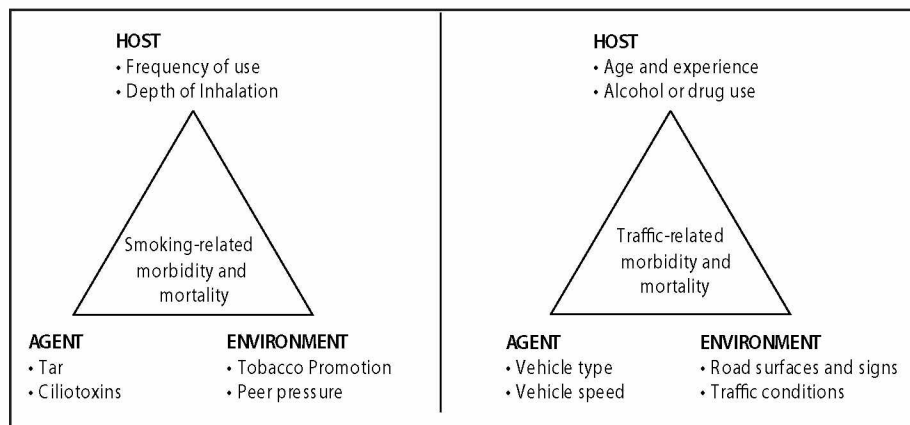 HOST
• Frequency of use
• Depth of Inhalation
Smoking-related
morbidity and
mortality
AGENT
• Tar
• Ciliotoxins
ENVIRONMENT
• Tobacco Promotion
• Peer pressure
HOST
• Age and experience
• Alcohol or drug use
Traffic-related
morbidity and
mortality
AGENT
• Vehicle type
• Vehicle speed
ENVIRONMENT
• Road surfaces and signs
• Traffic conditions